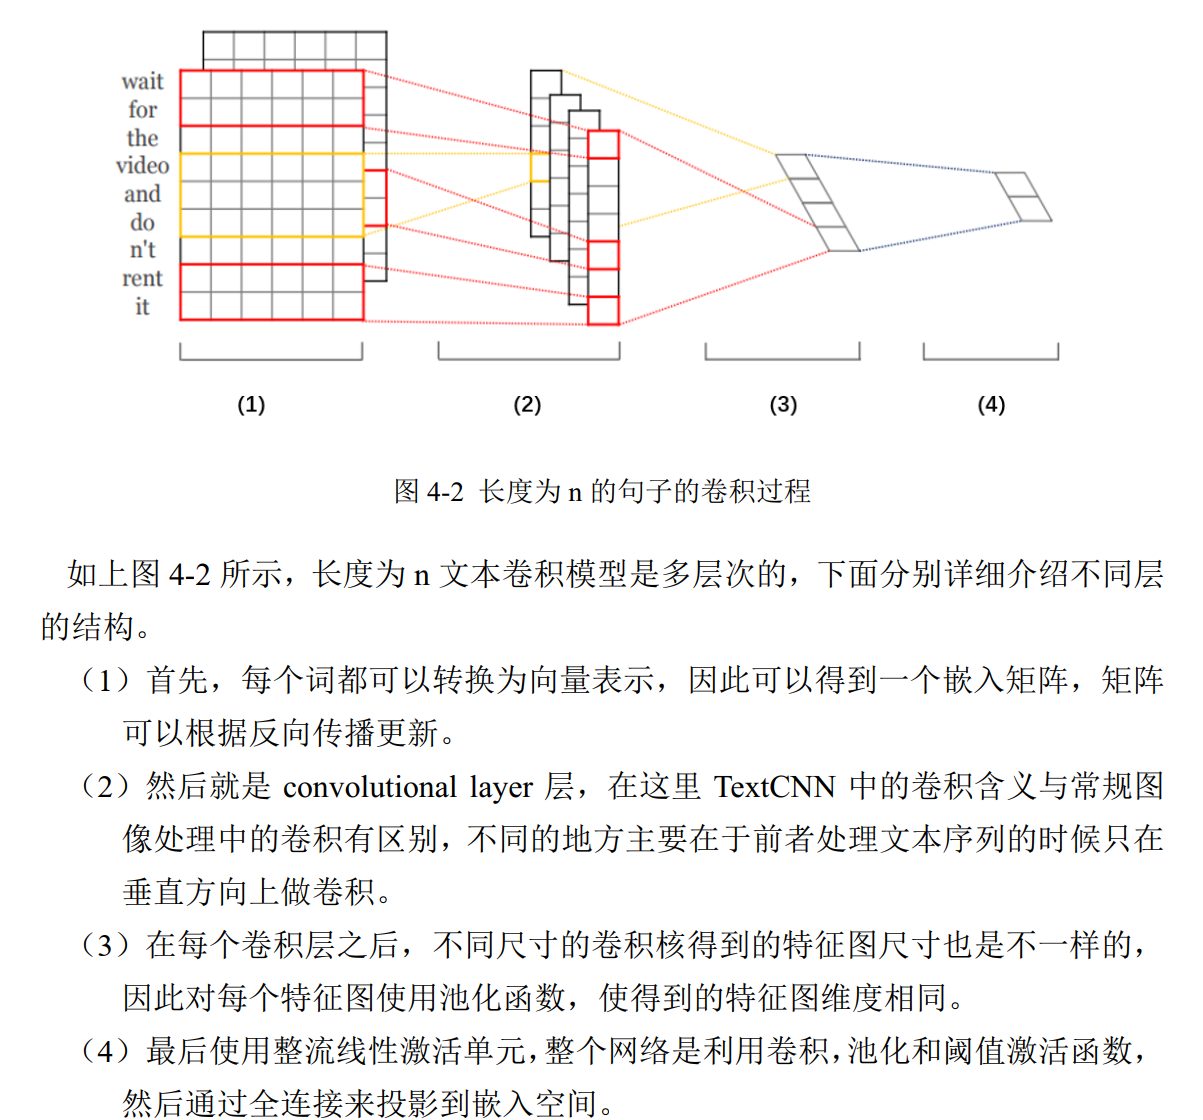 wait
for
the
video
and
do
n't
rent
it
(1)
(2)
(3)
(4)
图 4-2 长度为 n 的句子的卷积过程
如上图 4-2 所示，长度为 n 文本卷积模型是多层次的，下面分别详细介绍不同层
的结构。
（1）首先，每个词都可以转换为向量表示，因此可以得到一个嵌入矩阵，矩阵
可以根据反向传播更新。
（2）然后就是 convolutional layer 层，在这里 TextCNN 中的卷积含义与常规图
像处理中的卷积有区别，不同的地方主要在于前者处理文本序列的时候只在
垂直方向上做卷积。
（3）在每个卷积层之后，不同尺寸的卷积核得到的特征图尺寸也是不一样的，
因此对每个特征图使用池化函数，使得到的特征图维度相同。
（4）最后使用整流线性激活单元，整个网络是利用卷积，池化和阈值激活函数，
然后通过全连接来投影到嵌入空间。